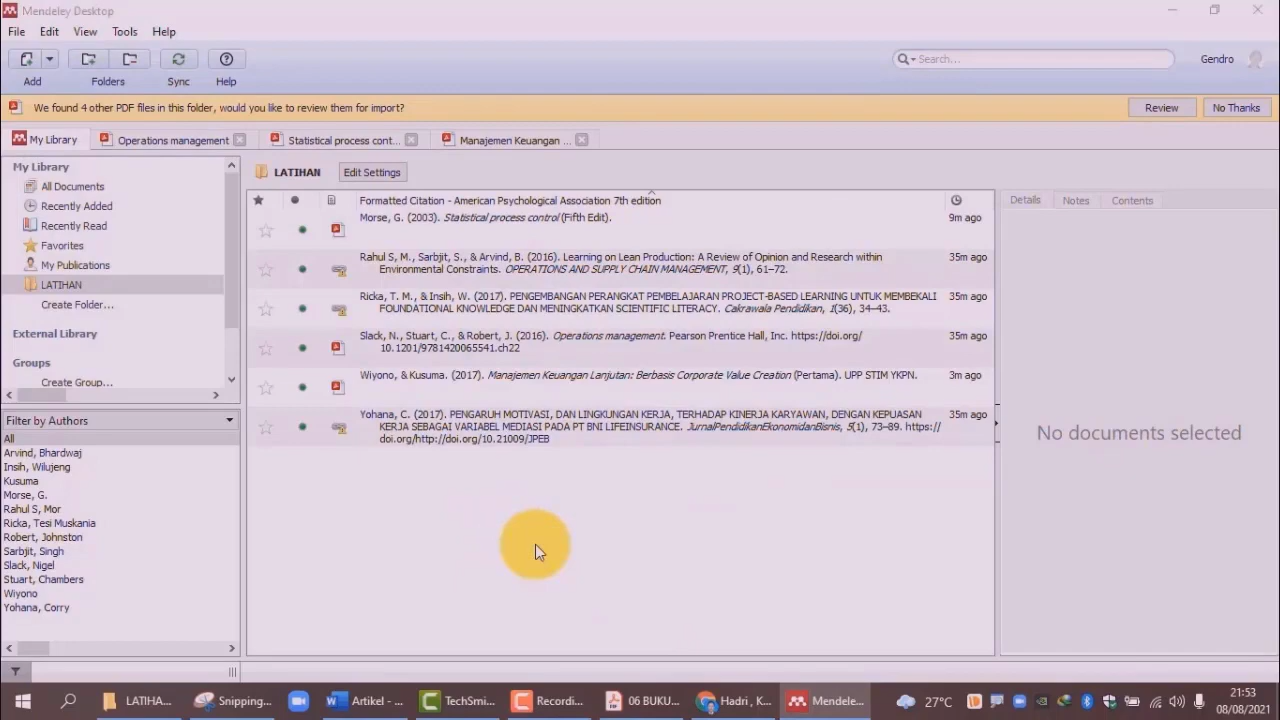 Mendeley Desktop
File Edit View Tools Help
Search... Gendro
Add Folders Sync Help
We found 4 other PDF files in this folder, would you like to review them for import? Review No Thanks
My Library Operations management Statistical process cont... Manajemen Keuangan ...
My Library
All Documents
Recently Added
Recently Read
Favorites
My Publications
LATIHAN
Create Folder...
External Library
Groups
Create Group...
Filter by Authors
All
Arvind, Bhardwaj
Insih, Wilujeng
Kusuma
Morse, G.
Rahul S, Mor
Ricka, Tesi Muskania
Robert, Johnston
Sarbjit, Singh
Slack, Nigel
Stuart, Chambers
Wiyono
Yohana, Corry
LATIHAN Edit Settings
Formatted Citation - American Psychological Association 7th edition
Morse, G. (2003). Statistical process control (Fifth Edit). 9m ago
Rahul S, M., Sarbjit, S., & Arvind, B. (2016). Learning on Lean Production: A Review of Opinion and Research within 35m ago
Environmental Constraints. OPERATIONS AND SUPPLY CHAIN MANAGEMENT, 9(1), 61–72.
Ricka, T. M., & Insih, W. (2017). PENGEMBANGAN PERANGKAT PEMBELAJARAN PROJECT-BASED LEARNING UNTUK MEMBEKALI 35m ago
FOUNDATIONAL KNOWLEDGE DAN MENINGKATKAN SCIENTIFIC LITERACY. Cakrawala Pendidikan, 1(36), 34–43.
Slack, N., Stuart, C., & Robert, J. (2016). Operations management. Pearson Prentice Hall, Inc. https://doi.org/ 35m ago
10.1201/9781420065541.ch22
Wiyono, & Kusuma. (2017). Manajemen Keuangan Lanjutan: Berbasis Corporate Value Creation (Pertama). UPP STIM YKPN. 3m ago
Yohana, C. (2017). PENGARUH MOTIVASI, DAN LINGKUNGAN KERJA, TERHADAP KINERJA KARYAWAN, DENGAN KEPUASAN 35m ago
KERJA SEBAGAI VARIABEL MEDIASI PADA PT BNI LIFEINSURANCE. JurnalPendidikanEkonomidanBisnis, 5(1), 73–89. https://
doi.org/http://doi.org/10.21009/JPEB
Details Notes Contents
No documents selected
LATIHA... Snipping... Artikel - ... TechSmi... Recordi... 06 BUKU... Hadri , K... Mendele... 27°C 21:53
08/08/2021